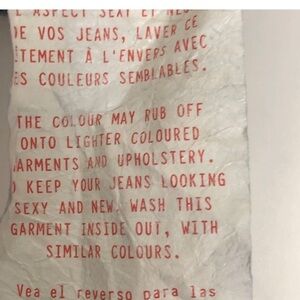 L'ASPECT SEXY ET NEUF
DE VOS JEANS, LAVER CE
ÊTEMENT À L'ENVERS AVEC
ES COULEURS SEMBLABLES.
THE COLOUR MAY RUB OFF
ONTO LIGHTER COLOURED
GARMENTS AND UPHOLSTERY.
O KEEP YOUR JEANS LOOKING
SEXY AND NEW, WASH THIS
GARMENT INSIDE OUT, WITH
SIMILAR COLOURS.
Vea el reverso para las